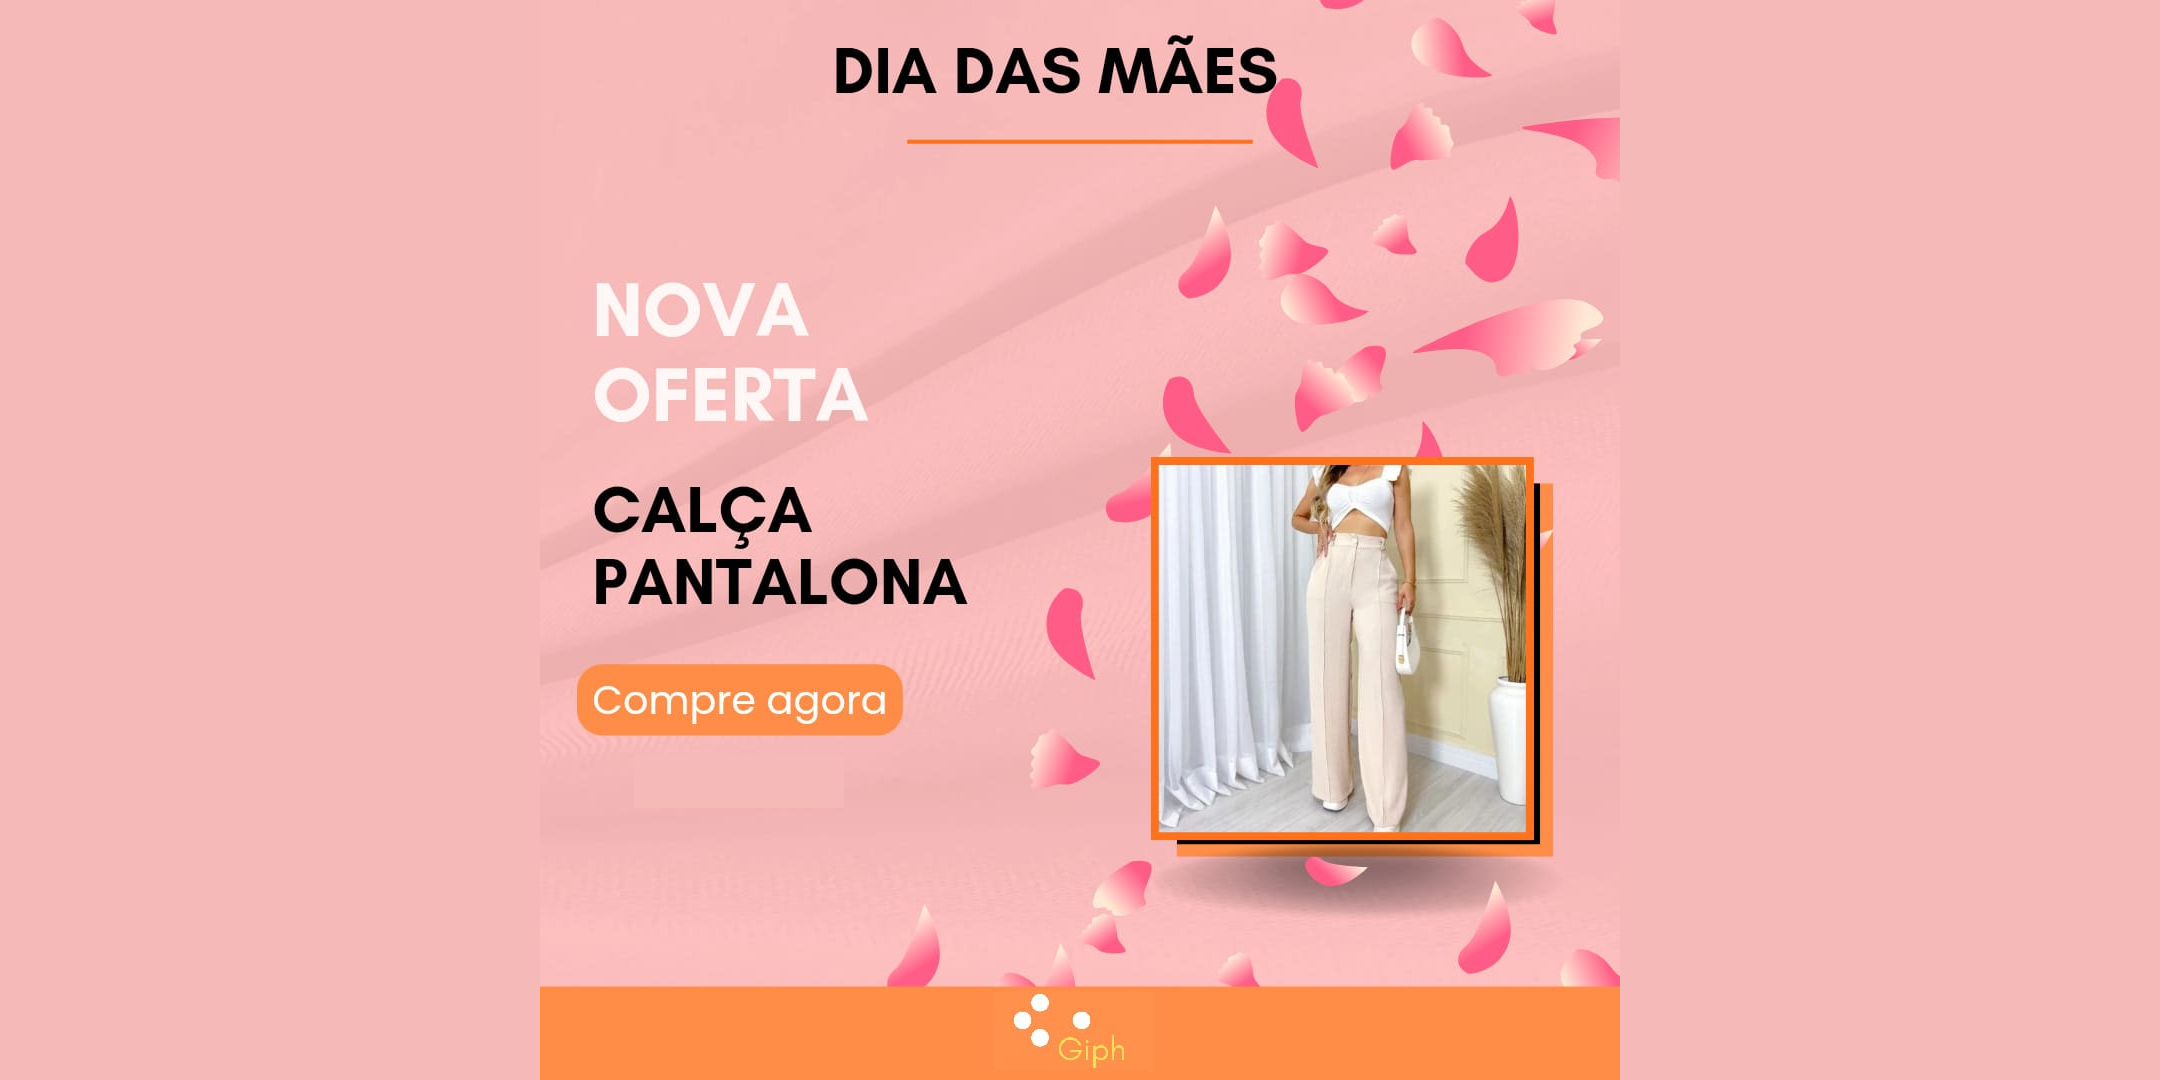 DIA DAS MÃES
NOVA
OFERTA
CALÇA
PANTALONA
Compre agora
Giph